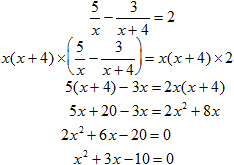 5/x − 3/(x+4) = 2
x(x+4)×(5/x − 3/(x+4)) = x(x+4)×2
5(x+4)−3x = 2x(x+4)
5x+20−3x = 2x²+8x
2x²+6x−20 = 0
x²+3x−10 = 0